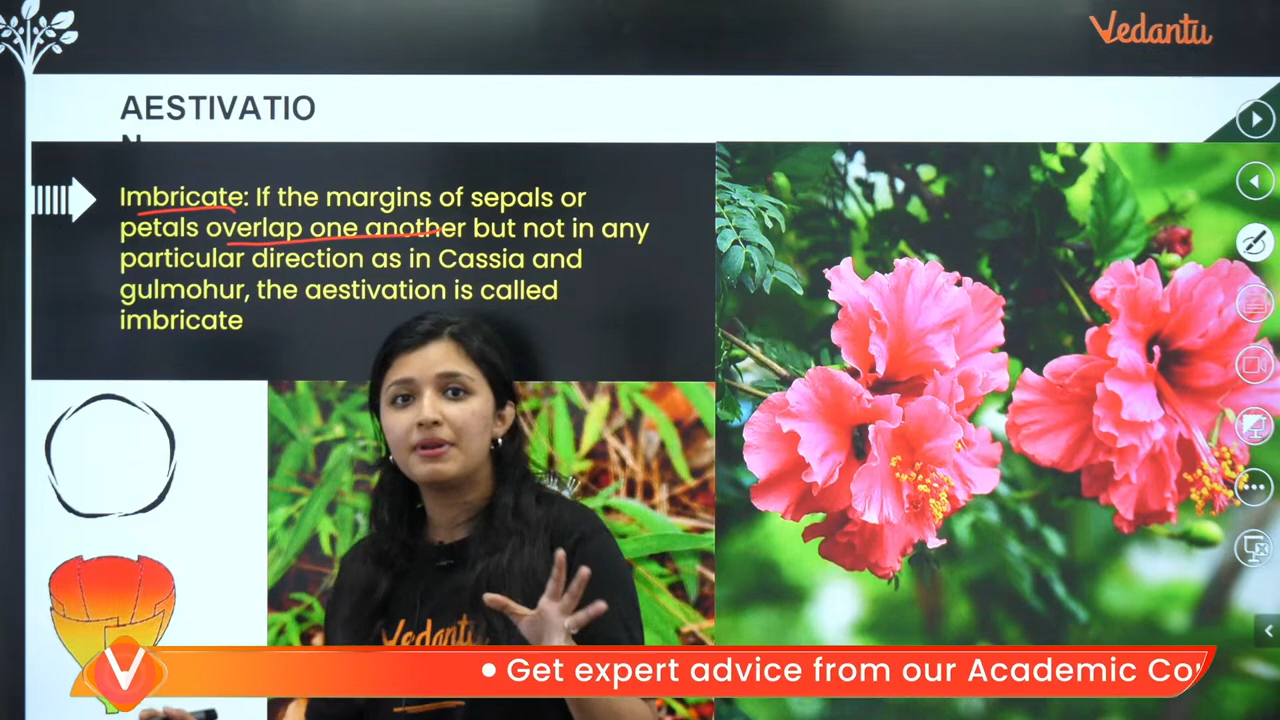 Vedantu
AESTIVATIO
N
Imbricate: If the margins of sepals or
petals overlap one another but not in any
particular direction as in Cassia and
gulmohur, the aestivation is called
imbricate
Vedantu
V
• Get expert advice from our Academic